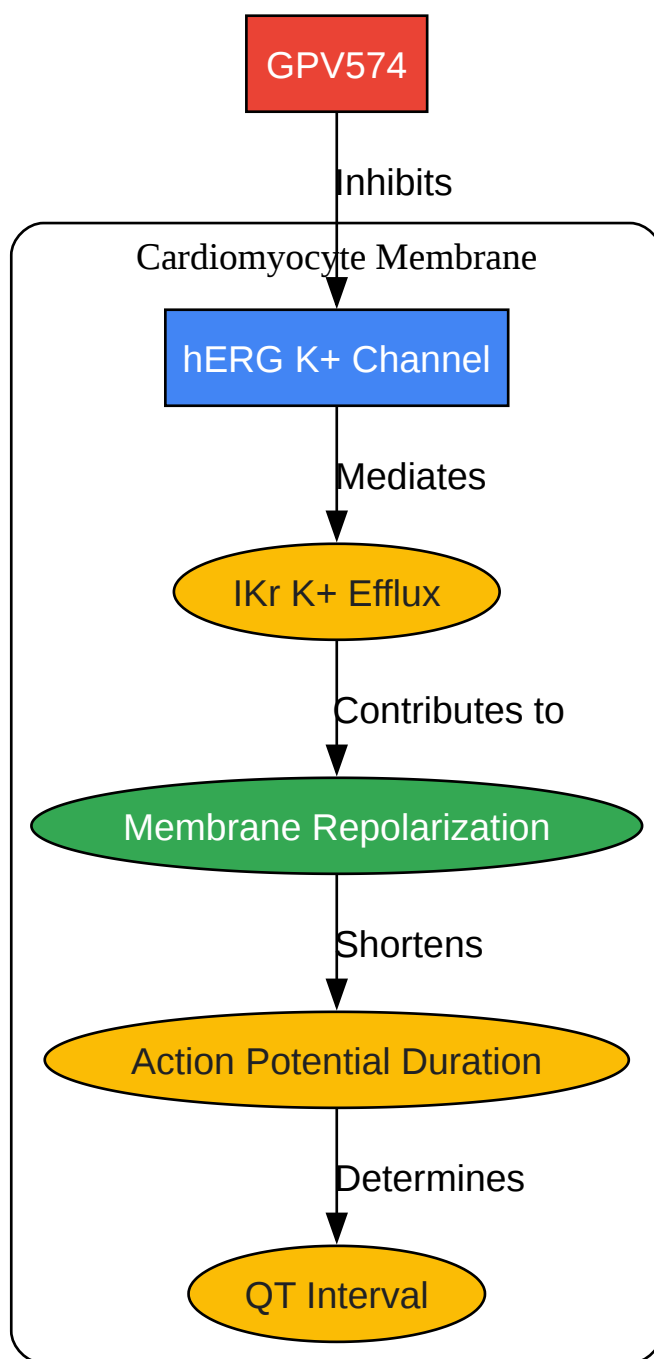 GPV574
Inhibits
Cardiomyocyte Membrane
hERG K+ Channel
Mediates
IKr K+ Efflux
Contributes to
Membrane Repolarization
Shortens
Action Potential Duration
Determines
QT Interval